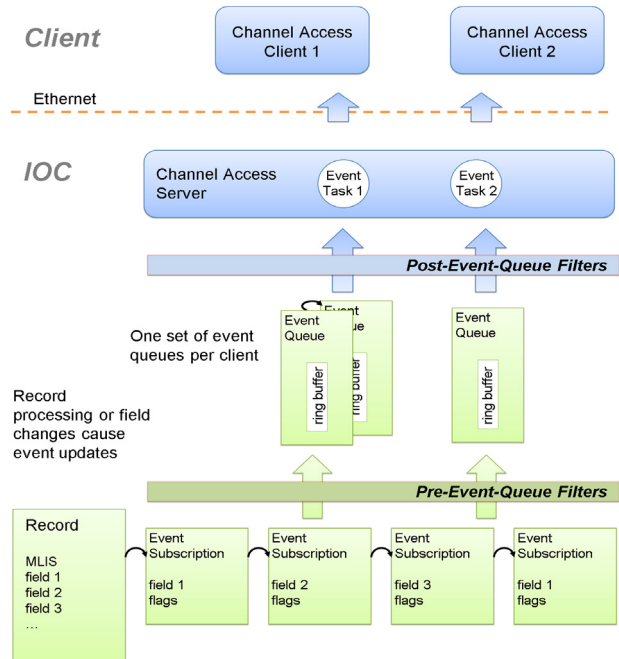 Client
Channel Access
Client 1
Channel Access
Client 2
Ethernet
IOC
Channel Access
Server
Event
Task 1
Event
Task 2
Post-Event-Queue Filters
One set of event
queues per client
Event
Queue
ring buffer
Event
ring buffer
Event
Queue
ring buffer
Record
processing or field
changes cause
event updates
Pre-Event-Queue Filters
Record
MLIS
field 1
field 2
field 3
...
Event
Subscription
field 1
flags
Event
Subscription
field 2
flags
Event
Subscription
field 3
flags
Event
Subscription
field 1
flags